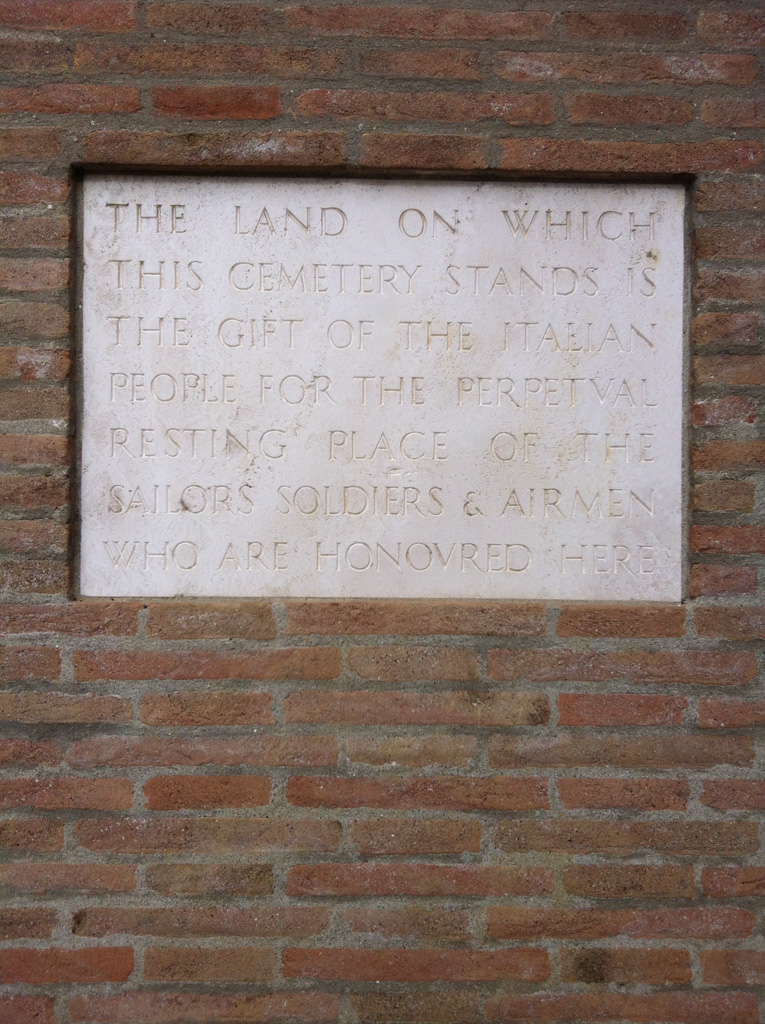 THE LAND ON WHICH
THIS CEMETERY STANDS IS
THE GIFT OF THE ITALIAN
PEOPLE FOR THE PERPETVAL
RESTING PLACE OF THE
SAILORS SOLDIERS & AIRMEN
WHO ARE HONOVRED HERE